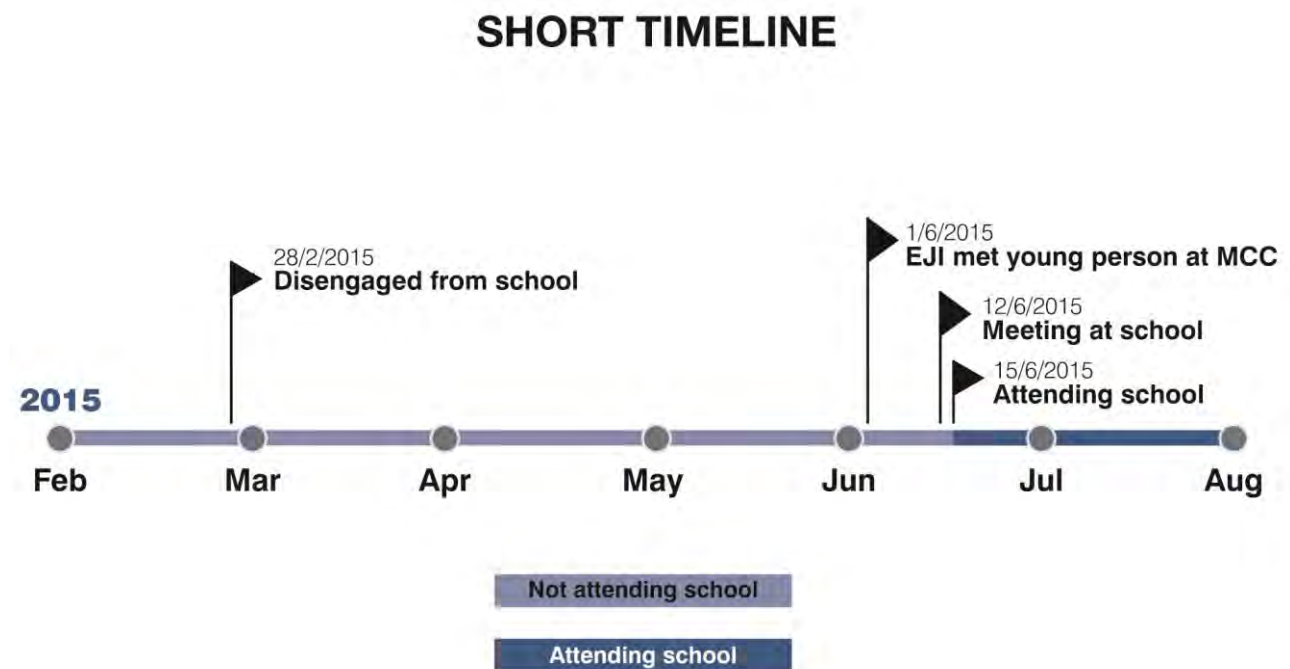 SHORT TIMELINE
28/2/2015
Disengaged from school
1/6/2015
EJI met young person at MCC
12/6/2015
Meeting at school
15/6/2015
Attending school
2015
Feb Mar Apr May Jun Jul Aug
Not attending school
Attending school